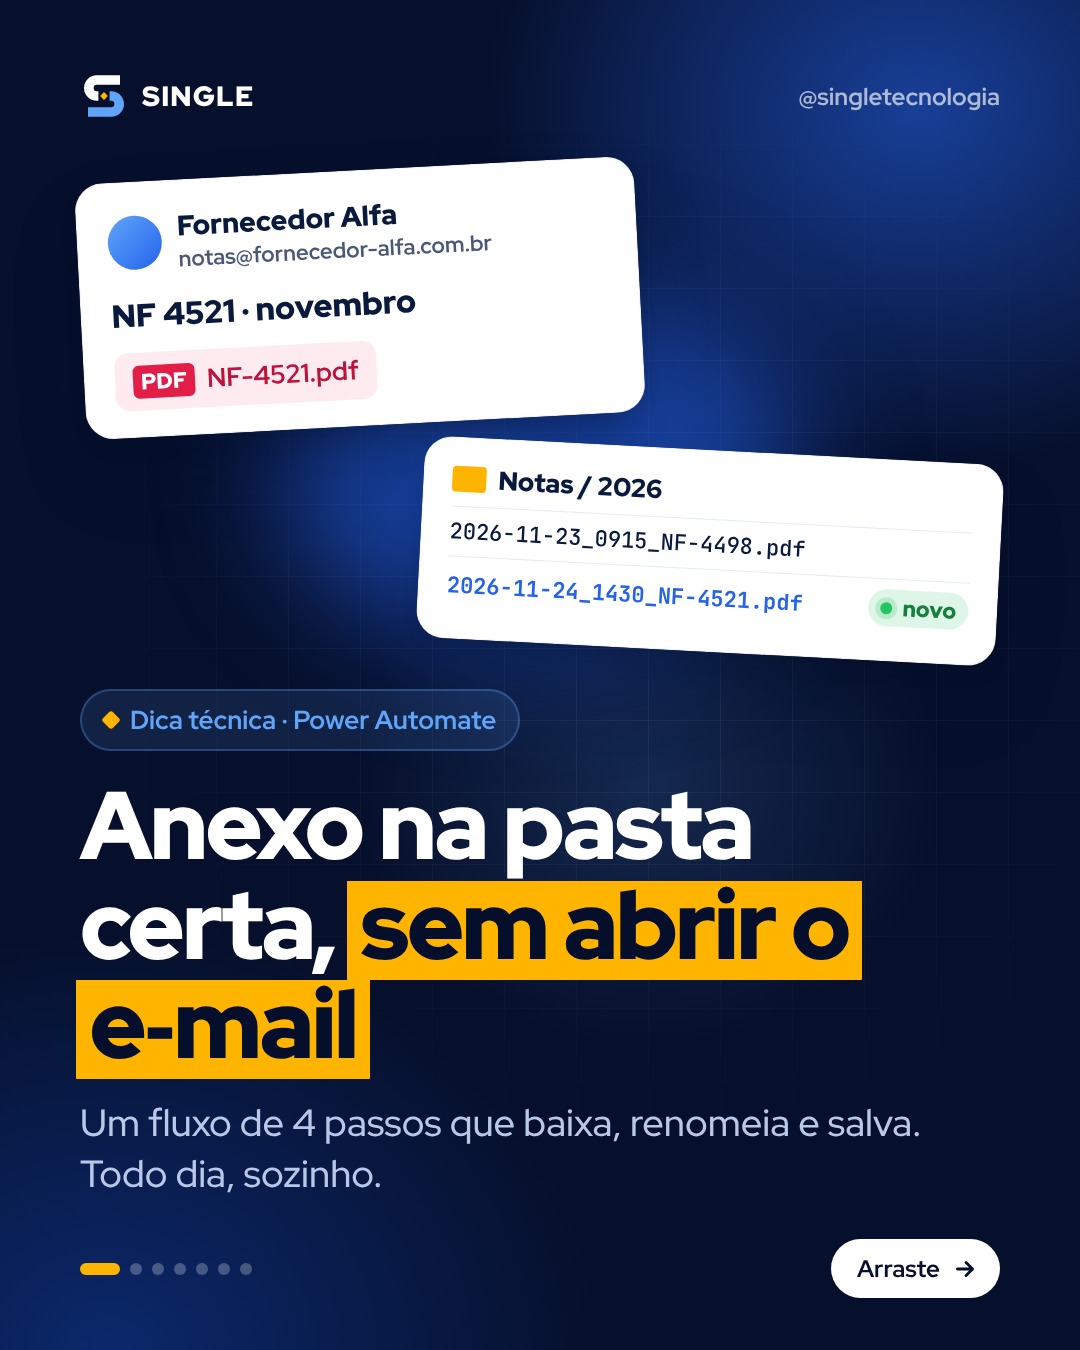 SINGLE
@singletecnologia
Fornecedor Alfa
notas@fornecedor-alfa.com.br
NF 4521 · novembro
PDF NF-4521.pdf
Notas / 2026
2026-11-23_0915_NF-4498.pdf
2026-11-24_1430_NF-4521.pdf
novo
Dica técnica · Power Automate
Anexo na pasta
certa, sem abrir o
e-mail
Um fluxo de 4 passos que baixa, renomeia e salva.
Todo dia, sozinho.
Arraste →